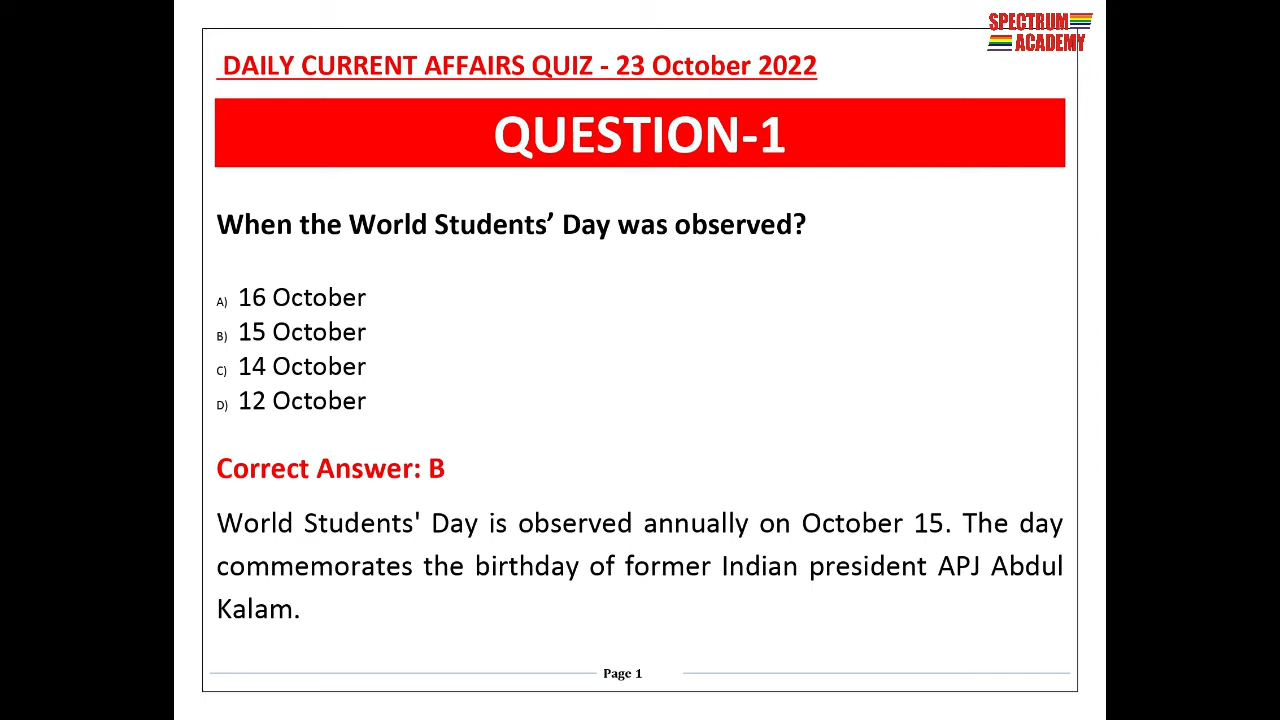 SPECTRUM
ACADEMY
DAILY CURRENT AFFAIRS QUIZ - 23 October 2022
QUESTION-1
When the World Students’ Day was observed?
A) 16 October
B) 15 October
C) 14 October
D) 12 October
Correct Answer: B
World Students' Day is observed annually on October 15. The day
commemorates the birthday of former Indian president APJ Abdul
Kalam.
Page 1